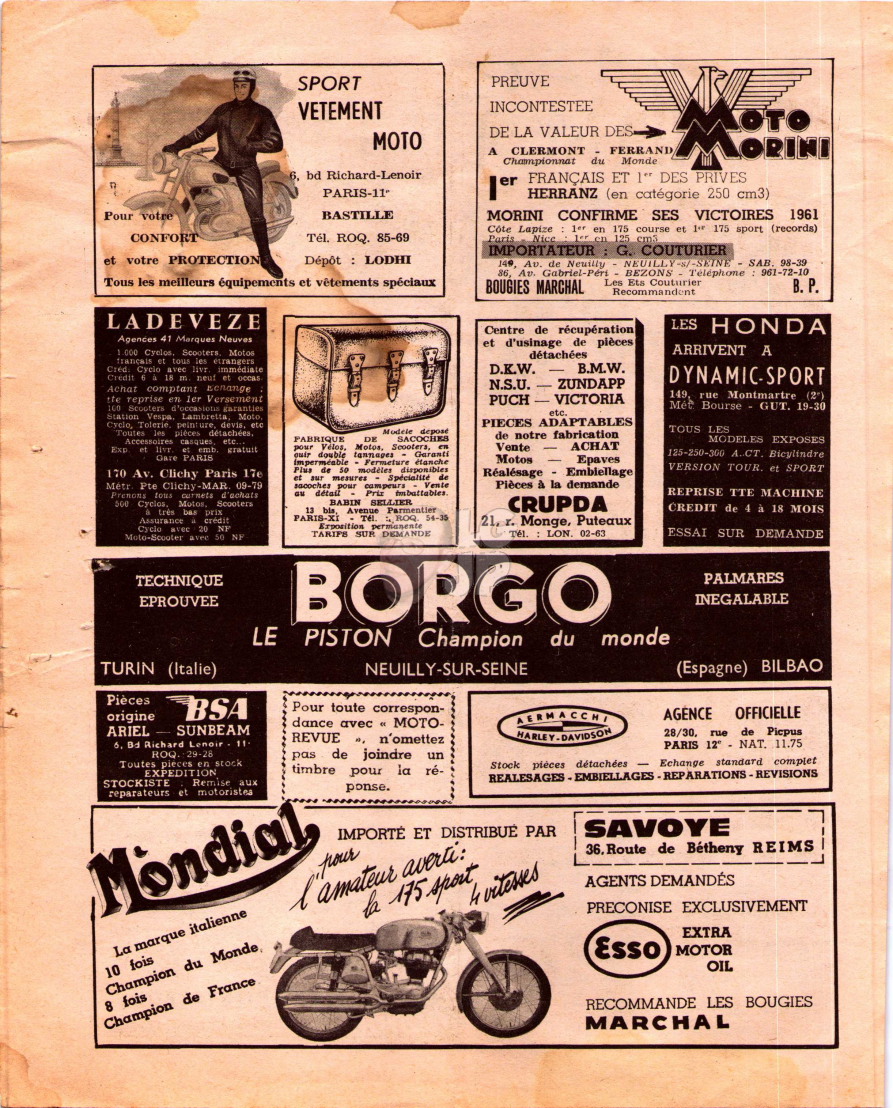 SPORT
VETEMENT
MOTO
6, bd Richard-Lenoir
PARIS-11e
Pour votre
BASTILLE
CONFORT
Tél. ROQ. 85-69
et votre PROTECTION
Dépôt : LODHI
Tous les meilleurs équipements et vêtements spéciaux
PREUVE
INCONTESTEE
DE LA VALEUR DES
MOTO
MORINI
A CLERMONT - FERRAND
Championnat du Monde
1er FRANÇAIS ET 1er DES PRIVES
HERRANZ (en catégorie 250 cm3)
MORINI CONFIRME SES VICTOIRES 1961
Côte Lapize : 1er en 175 course et 1er 175 sport (records)
Paris - Nice : 1er en 125 cm3
IMPORTATEUR : G. COUTURIER
149, Av. de Neuilly - NEUILLY-s/-SEINE - SAB. 98-39
86, Av. Gabriel-Péri - BEZONS - Téléphone : 961-72-10
BOUGIES MARCHAL
Les Ets Couturier
Recommandent
B. P.
LADEVEZE
Agences 41 Marques Neuves
1.000 Cyclos, Scooters, Motos
français et tous les étrangers
Créd. Cyclo avec livr. immédiate
Crédit 6 à 18 m. neuf et occas.
Achat comptant Echange :
tte reprise en 1er Versement
100 Scooters d'occasions garanties
Station Vespa, Lambretta, Moto,
Cyclo, Tolerie, peinture, devis, etc
Toutes les pièces détachées,
Accessoires casques, etc...
Exp. et livr. et emb. gratuit
Gare PARIS
170 Av. Clichy Paris 17e
Métr. Pte Clichy-MAR. 09-79
Prenons tous carnets d'achats
500 Cyclos, Motos, Scooters
à très bas prix
Assurance à crédit
Cyclo avec 20 NF
Moto-Scooter avec 50 NF
Modèle déposé
FABRIQUE DE SACOCHES
pour Vélos, Motos, Scooters, en
cuir double tannages - Garanti
imperméable - Fermeture étanche
Plus de 50 modèles disponibles
et sur mesures - Spécialité de
sacoches pour campeurs - Vente
au détail - Prix imbattables.
BABIN SELLIER
13 bis, Avenue Parmentier
PARIS-XI - Tél. : ROQ. 54-35
Exposition permanente
TARIFS SUR DEMANDE
Centre de récupération
et d'usinage de pièces
détachées
D.K.W. — B.M.W.
N.S.U. — ZUNDAPP
PUCH — VICTORIA
etc.
PIECES ADAPTABLES
de notre fabrication
Vente — ACHAT
Motos — Epaves
Réalésage - Embiellage
Pièces à la demande
CRUPDA
21, r. Monge, Puteaux
Tél. : LON. 02-63
LES HONDA
ARRIVENT A
DYNAMIC-SPORT
149, rue Montmartre (2e)
Mét. Bourse - GUT. 19-30
TOUS LES
MODELES EXPOSES
125-250-300 A.CT. Bicylindre
VERSION TOUR. et SPORT
REPRISE TTE MACHINE
CREDIT de 4 à 18 MOIS
ESSAI SUR DEMANDE
TECHNIQUE
EPROUVEE
BORGO
PALMARES
INEGALABLE
LE PISTON Champion du monde
TURIN (Italie)
NEUILLY-SUR-SEINE
(Espagne) BILBAO
Pièces
origine
BSA
ARIEL — SUNBEAM
6, Bd Richard Lenoir - 11e
ROQ. 29-28
Toutes pièces en stock
EXPEDITION
STOCKISTE : Remise aux
reparateurs et motoristes
Pour toute correspon-
dance avec « MOTO-
REVUE », n'omettez
pas de joindre un
timbre pour la ré-
ponse.
AERMACCHI
HARLEY-DAVIDSON
AGENCE OFFICIELLE
28/30, rue de Picpus
PARIS 12e - NAT. 11.75
Stock pièces détachées — Echange standard complet
REALESAGES - EMBIELLAGES - REPARATIONS - REVISIONS
Mondial
IMPORTÉ ET DISTRIBUÉ PAR
SAVOYE
36, Route de Bétheny REIMS
pour
l'amateur averti :
la 175 sport
4 vitesses
La marque italienne
10 fois
Champion du Monde
8 fois
Champion de France
AGENTS DEMANDÉS
PRECONISE EXCLUSIVEMENT
Esso
EXTRA
MOTOR
OIL
RECOMMANDE LES BOUGIES
MARCHAL